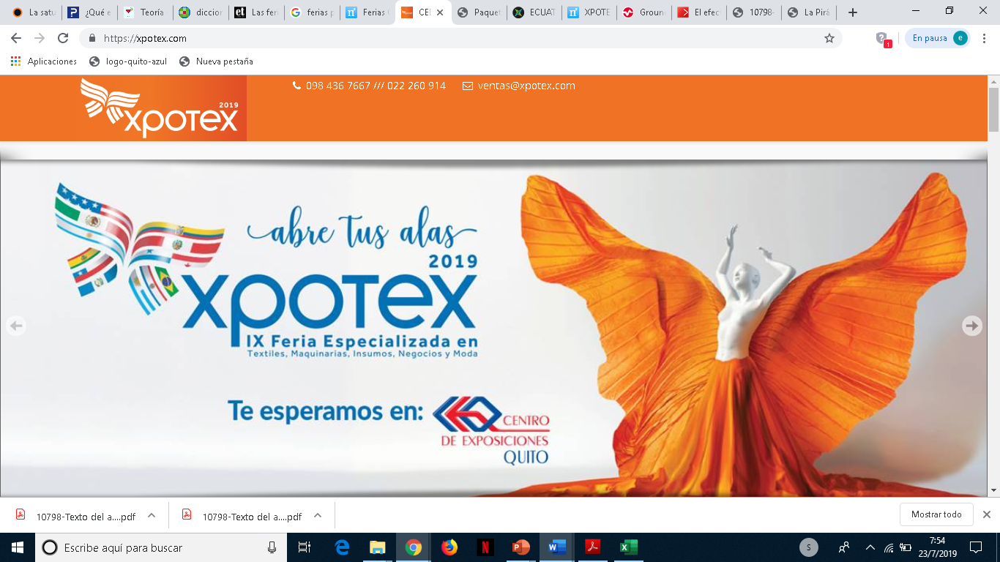 La satu
¿Qué e
Teoría
diccior
Las feri
ferias p
Ferias (
CEI
Paquet
ECUAT
XPOTE
Groun
El efec
10798-
La Pirá
https://xpotex.com
En pausa
e
1
Aplicaciones
logo-quito-azul
Nueva pestaña
2019
xpotex
098 436 7667 /// 022 260 914
ventas@xpotex.com
abre tus alas
2019
xpotex
IX Feria Especializada en
Textiles, Maquinarias, Insumos, Negocios y Moda
Te esperamos en:
CENTRO
DE EXPOSICIONES
QUITO
10798-Texto del a....pdf
10798-Texto del a....pdf
Mostrar todo
Escribe aquí para buscar
S
7:54
23/7/2019